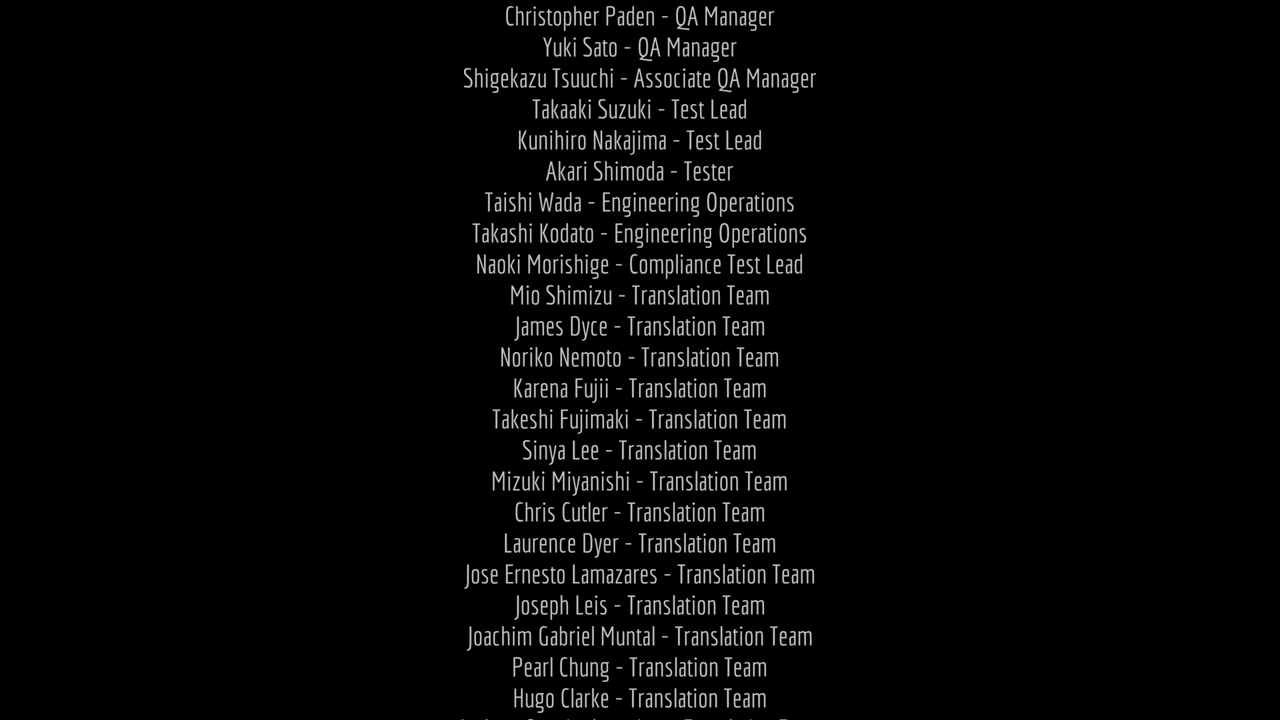 Christopher Paden - QA Manager
Yuki Sato - QA Manager
Shigekazu Tsuuchi - Associate QA Manager
Takaaki Suzuki - Test Lead
Kunihiro Nakajima - Test Lead
Akari Shimoda - Tester
Taishi Wada - Engineering Operations
Takashi Kodato - Engineering Operations
Naoki Morishige - Compliance Test Lead
Mio Shimizu - Translation Team
James Dyce - Translation Team
Noriko Nemoto - Translation Team
Karena Fujii - Translation Team
Takeshi Fujimaki - Translation Team
Sinya Lee - Translation Team
Mizuki Miyanishi - Translation Team
Chris Cutler - Translation Team
Laurence Dyer - Translation Team
Jose Ernesto Lamazares - Translation Team
Joseph Leis - Translation Team
Joachim Gabriel Muntal - Translation Team
Pearl Chung - Translation Team
Hugo Clarke - Translation Team